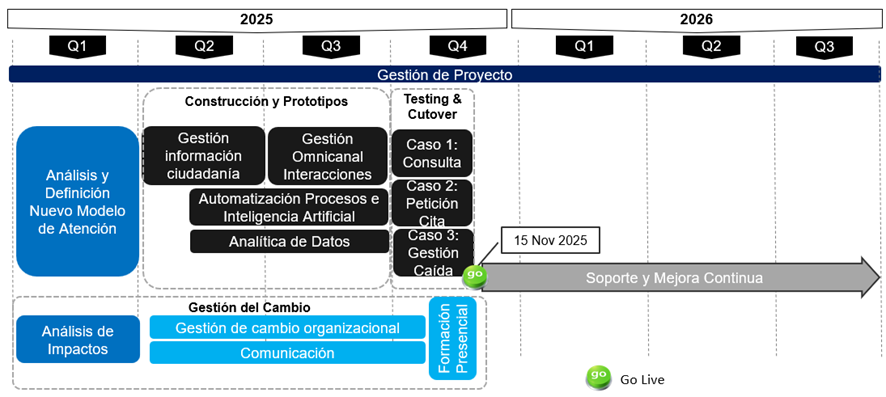 2025
2026
Q1
Q2
Q3
Q4
Q1
Q2
Q3
Gestión de Proyecto
Construcción y Prototipos
Testing &
Cutover
Análisis y
Definición
Nuevo Modelo
de Atención
Gestión
información
ciudadanía
Gestión
Omnicanal
Interacciones
Automatización Procesos e
Inteligencia Artificial
Analítica de Datos
Caso 1:
Consulta
Caso 2:
Petición
Cita
Caso 3:
Gestión
Caída
15 Nov 2025
go
Soporte y Mejora Continua
Gestión del Cambio
Análisis de
Impactos
Gestión de cambio organizacional
Comunicación
Formación
Presencial
go
Go Live